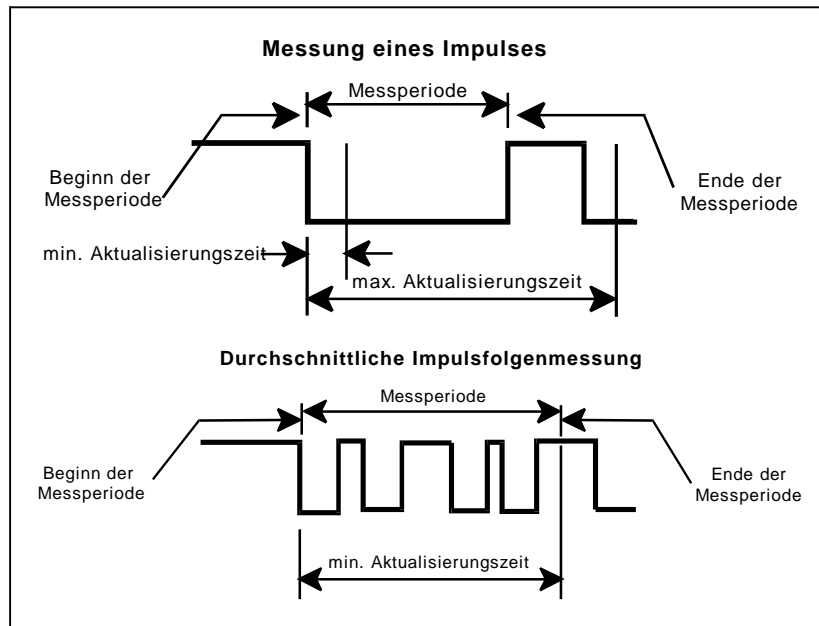 Messung eines Impulses
Messperiode
Beginn der
Messperiode
Ende der
Messperiode
min. Aktualisierungszeit
max. Aktualisierungszeit
Durchschnittliche Impulsfolgenmessung
Messperiode
Beginn der
Messperiode
Ende der
Messperiode
min. Aktualisierungszeit